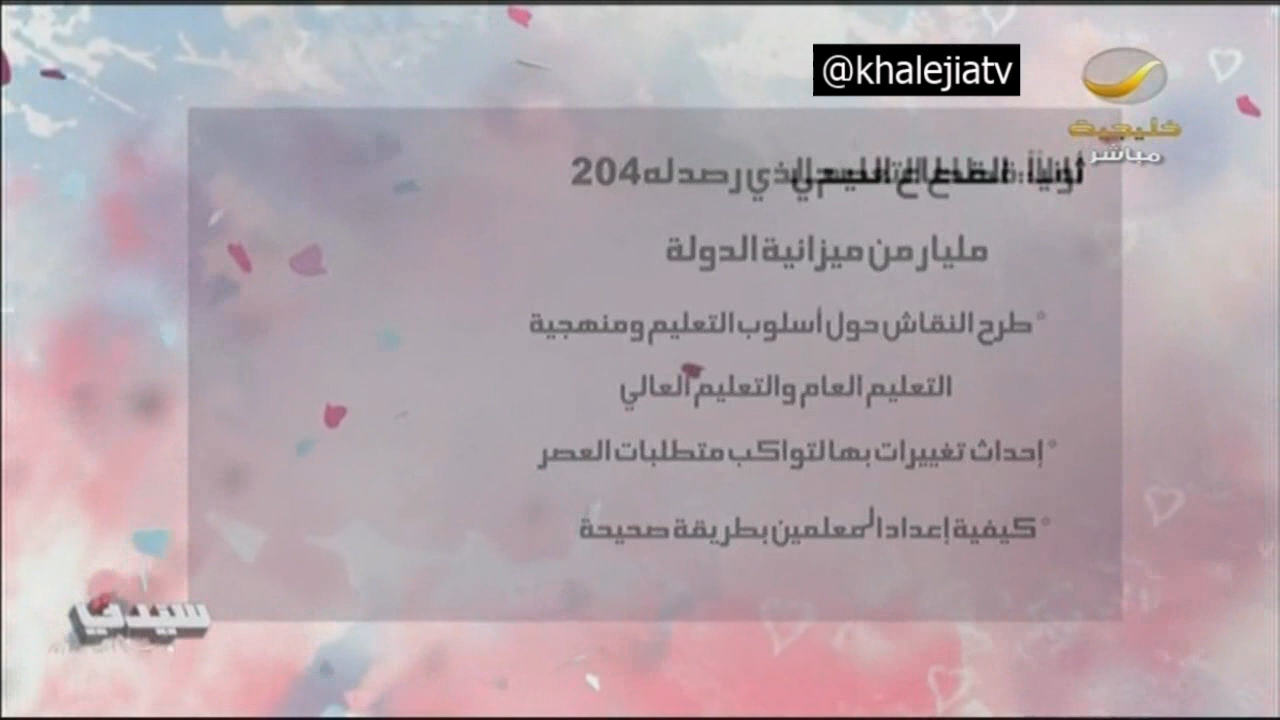 @khalejiatv
خليجية
مباشر
الذي رصد له 204
مليار من ميزانية الدولة
* طرح النقاش حول أسلوب التعليم ومنهجية
التعليم العام والتعليم العالي
* إحداث تغييرات بها لتواكب متطلبات العصر
* كيفية إعداد المعلمين بطريقة صحيحة
سيدتي